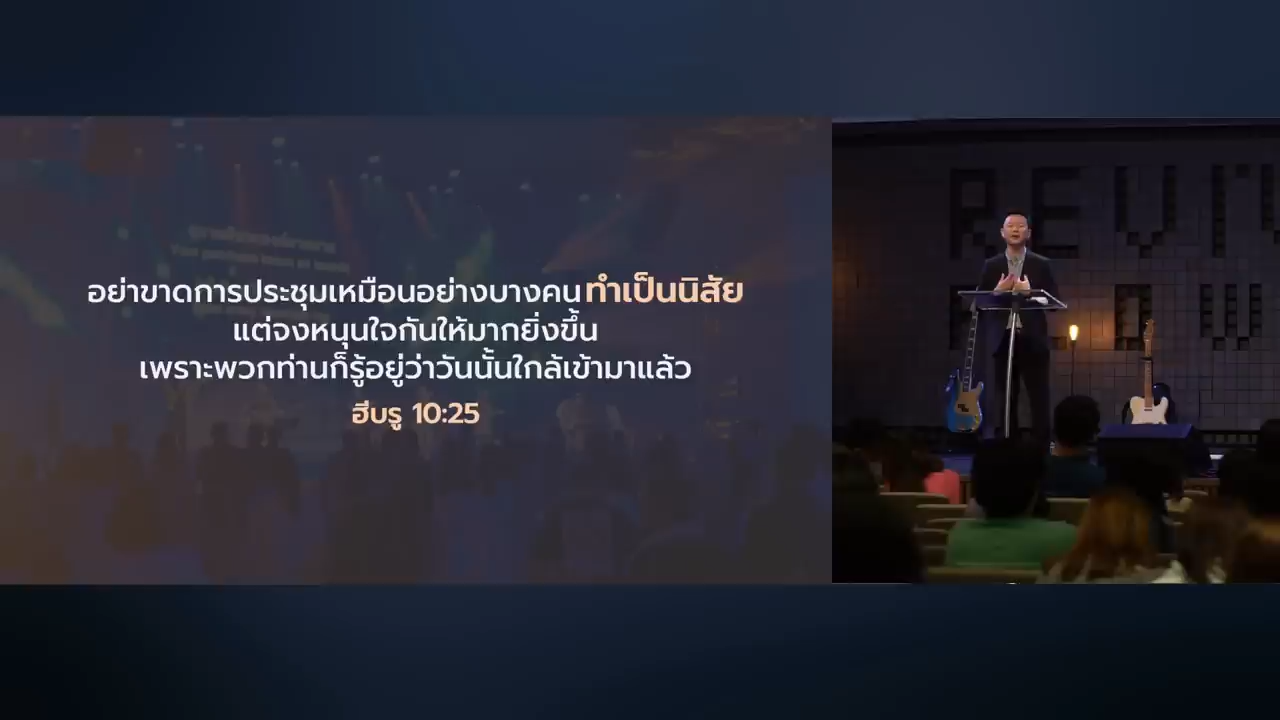 อย่าขาดการประชุมเหมือนอย่างบางคนทำเป็นนิสัย
แต่จงหนุนใจกันให้มากยิ่งขึ้น
เพราะพวกท่านก็รู้อยู่ว่าวันนั้นใกล้เข้ามาแล้ว
ฮีบรู 10:25